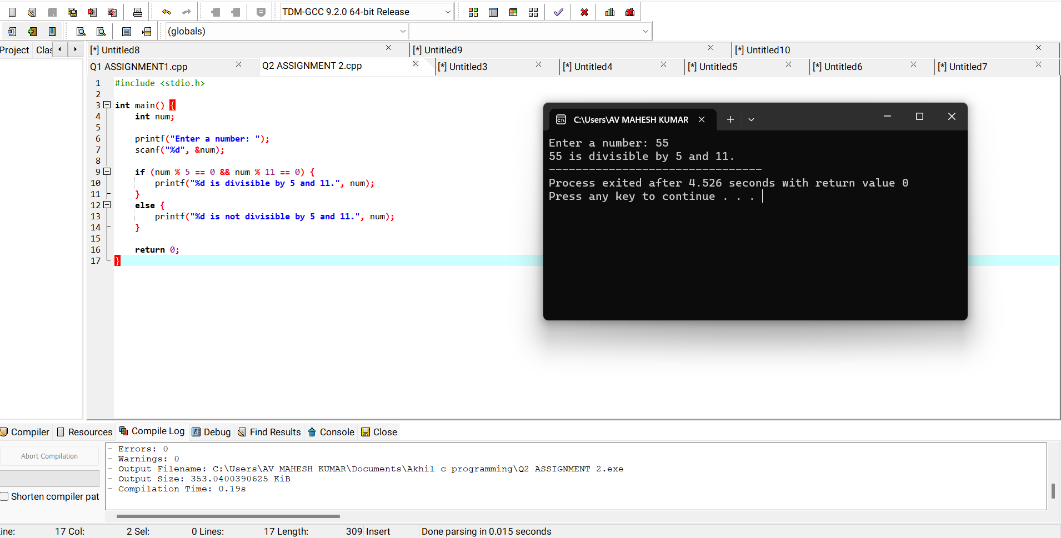 TDM-GCC 9.2.0 64-bit Release
(globals)
Project Clas
[*] Untitled8 [*] Untitled9 [*] Untitled10
Q1 ASSIGNMENT1.cpp Q2 ASSIGNMENT 2.cpp [*] Untitled3 [*] Untitled4 [*] Untitled5 [*] Untitled6 [*] Untitled7
1 #include <stdio.h>
2
3 int main() {
4 int num;
5
6 printf("Enter a number: ");
7 scanf("%d", &num);
8
9 if (num % 5 == 0 && num % 11 == 0) {
10 printf("%d is divisible by 5 and 11.", num);
11 }
12 else {
13 printf("%d is not divisible by 5 and 11.", num);
14 }
15
16 return 0;
17 }
C:\Users\AV MAHESH KUMAR
Enter a number: 55
55 is divisible by 5 and 11.
--------------------------------
Process exited after 4.526 seconds with return value 0
Press any key to continue . . .
Compiler Resources Compile Log Debug Find Results Console Close
Abort Compilation
Shorten compiler pat
- Errors: 0
- Warnings: 0
- Output Filename: C:\Users\AV MAHESH KUMAR\Documents\Akhil c programming\Q2 ASSIGNMENT 2.exe
- Output Size: 353.0400390625 KiB
- Compilation Time: 0.19s
ine: 17 Col: 2 Sel: 0 Lines: 17 Length: 309 Insert Done parsing in 0.015 seconds